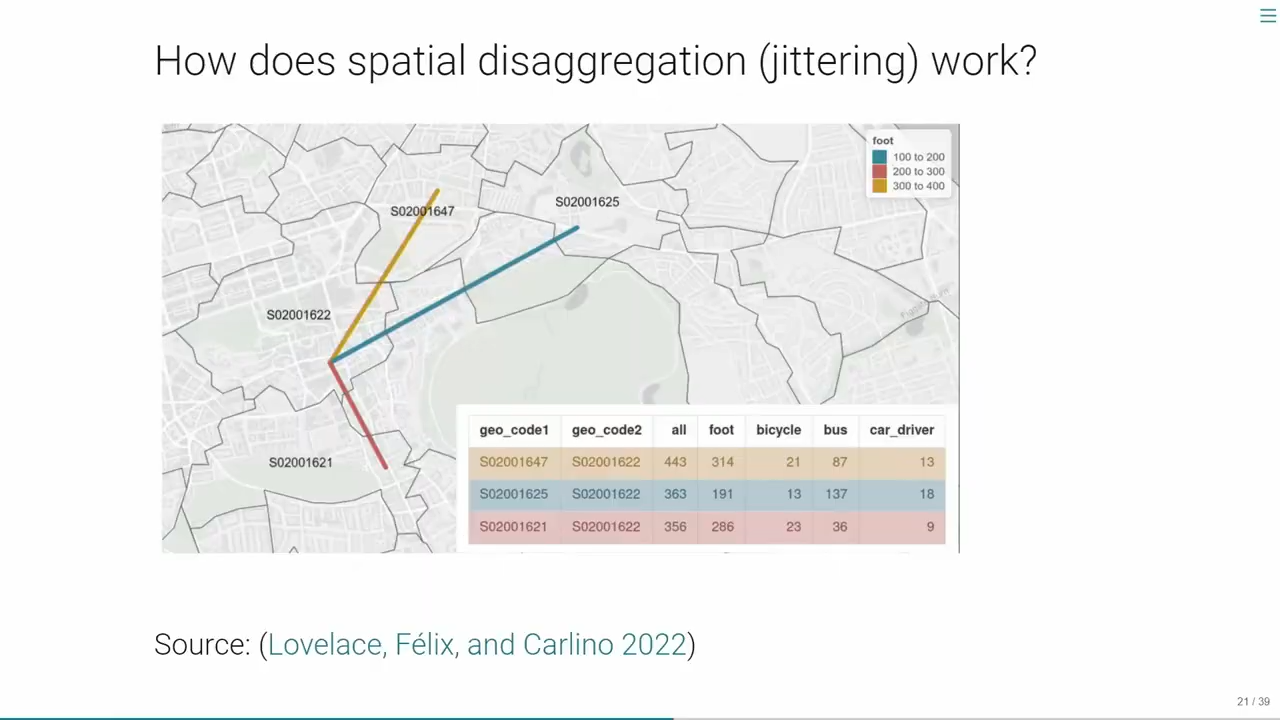 How does spatial disaggregation (jittering) work?
foot
100 to 200
200 to 300
300 to 400
S02001647
S02001625
S02001622
S02001621
geo_code1 geo_code2 all foot bicycle bus car_driver
S02001647 S02001622 443 314 21 87 13
S02001625 S02001622 363 191 13 137 18
S02001621 S02001622 356 286 23 36 9
Source: (Lovelace, Félix, and Carlino 2022)
21 / 39